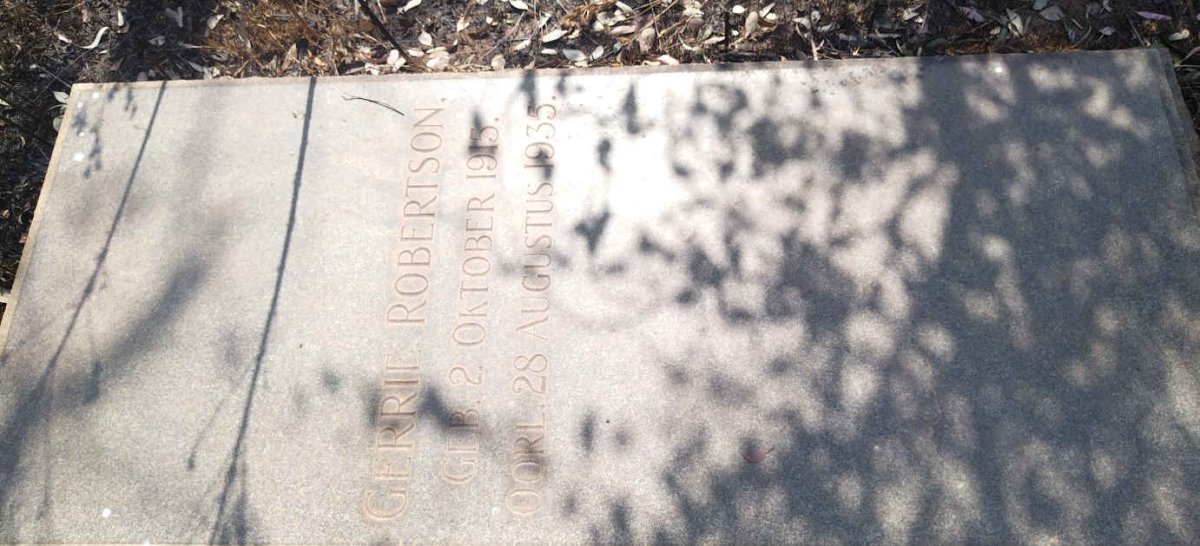 GERRIE ROBERTSON,
GEB. 2. OKTOBER 1915.
OORL. 28 AUGUSTUS 1935.